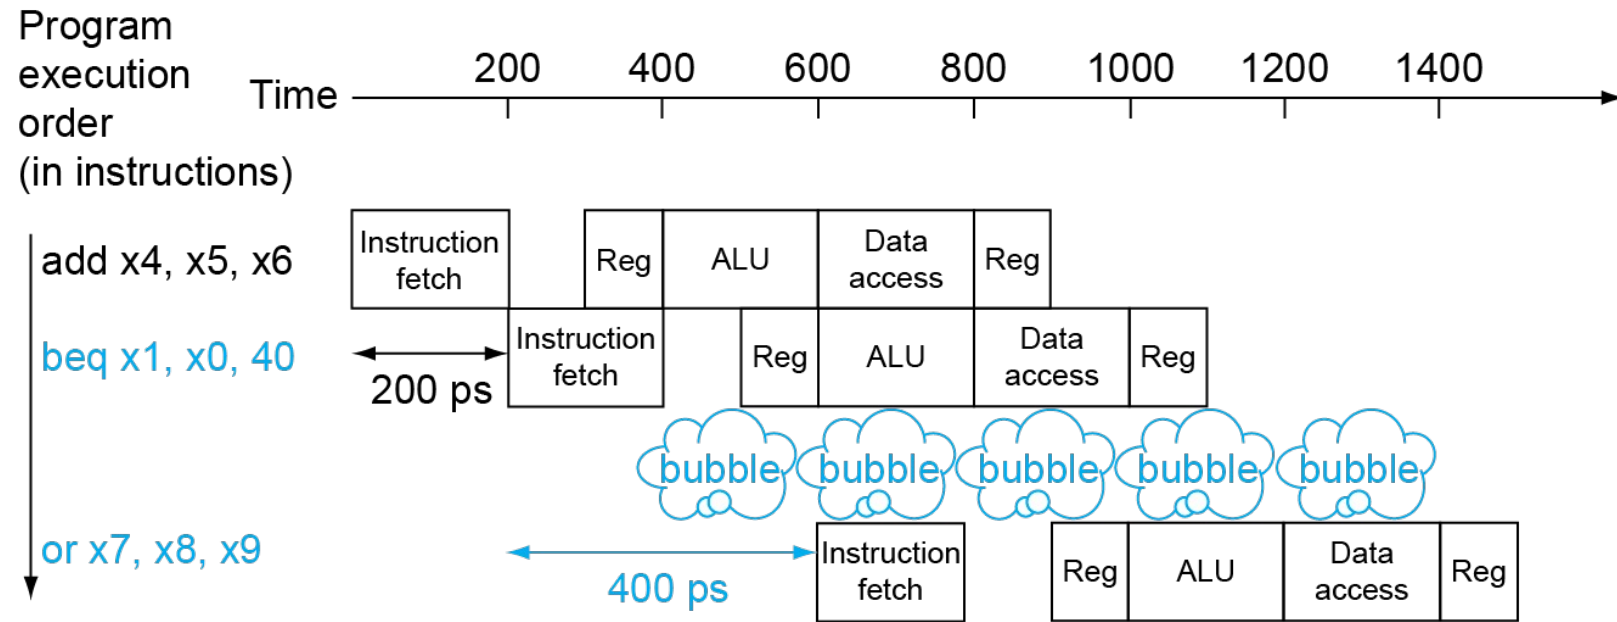 Program
execution
order
(in instructions)
Time
200 400 600 800 1000 1200 1400
add x4, x5, x6
Instruction
fetch
Reg
ALU
Data
access
Reg
beq x1, x0, 40
200 ps
Instruction
fetch
Reg
ALU
Data
access
Reg
bubble bubble bubble bubble bubble
or x7, x8, x9
400 ps
Instruction
fetch
Reg
ALU
Data
access
Reg